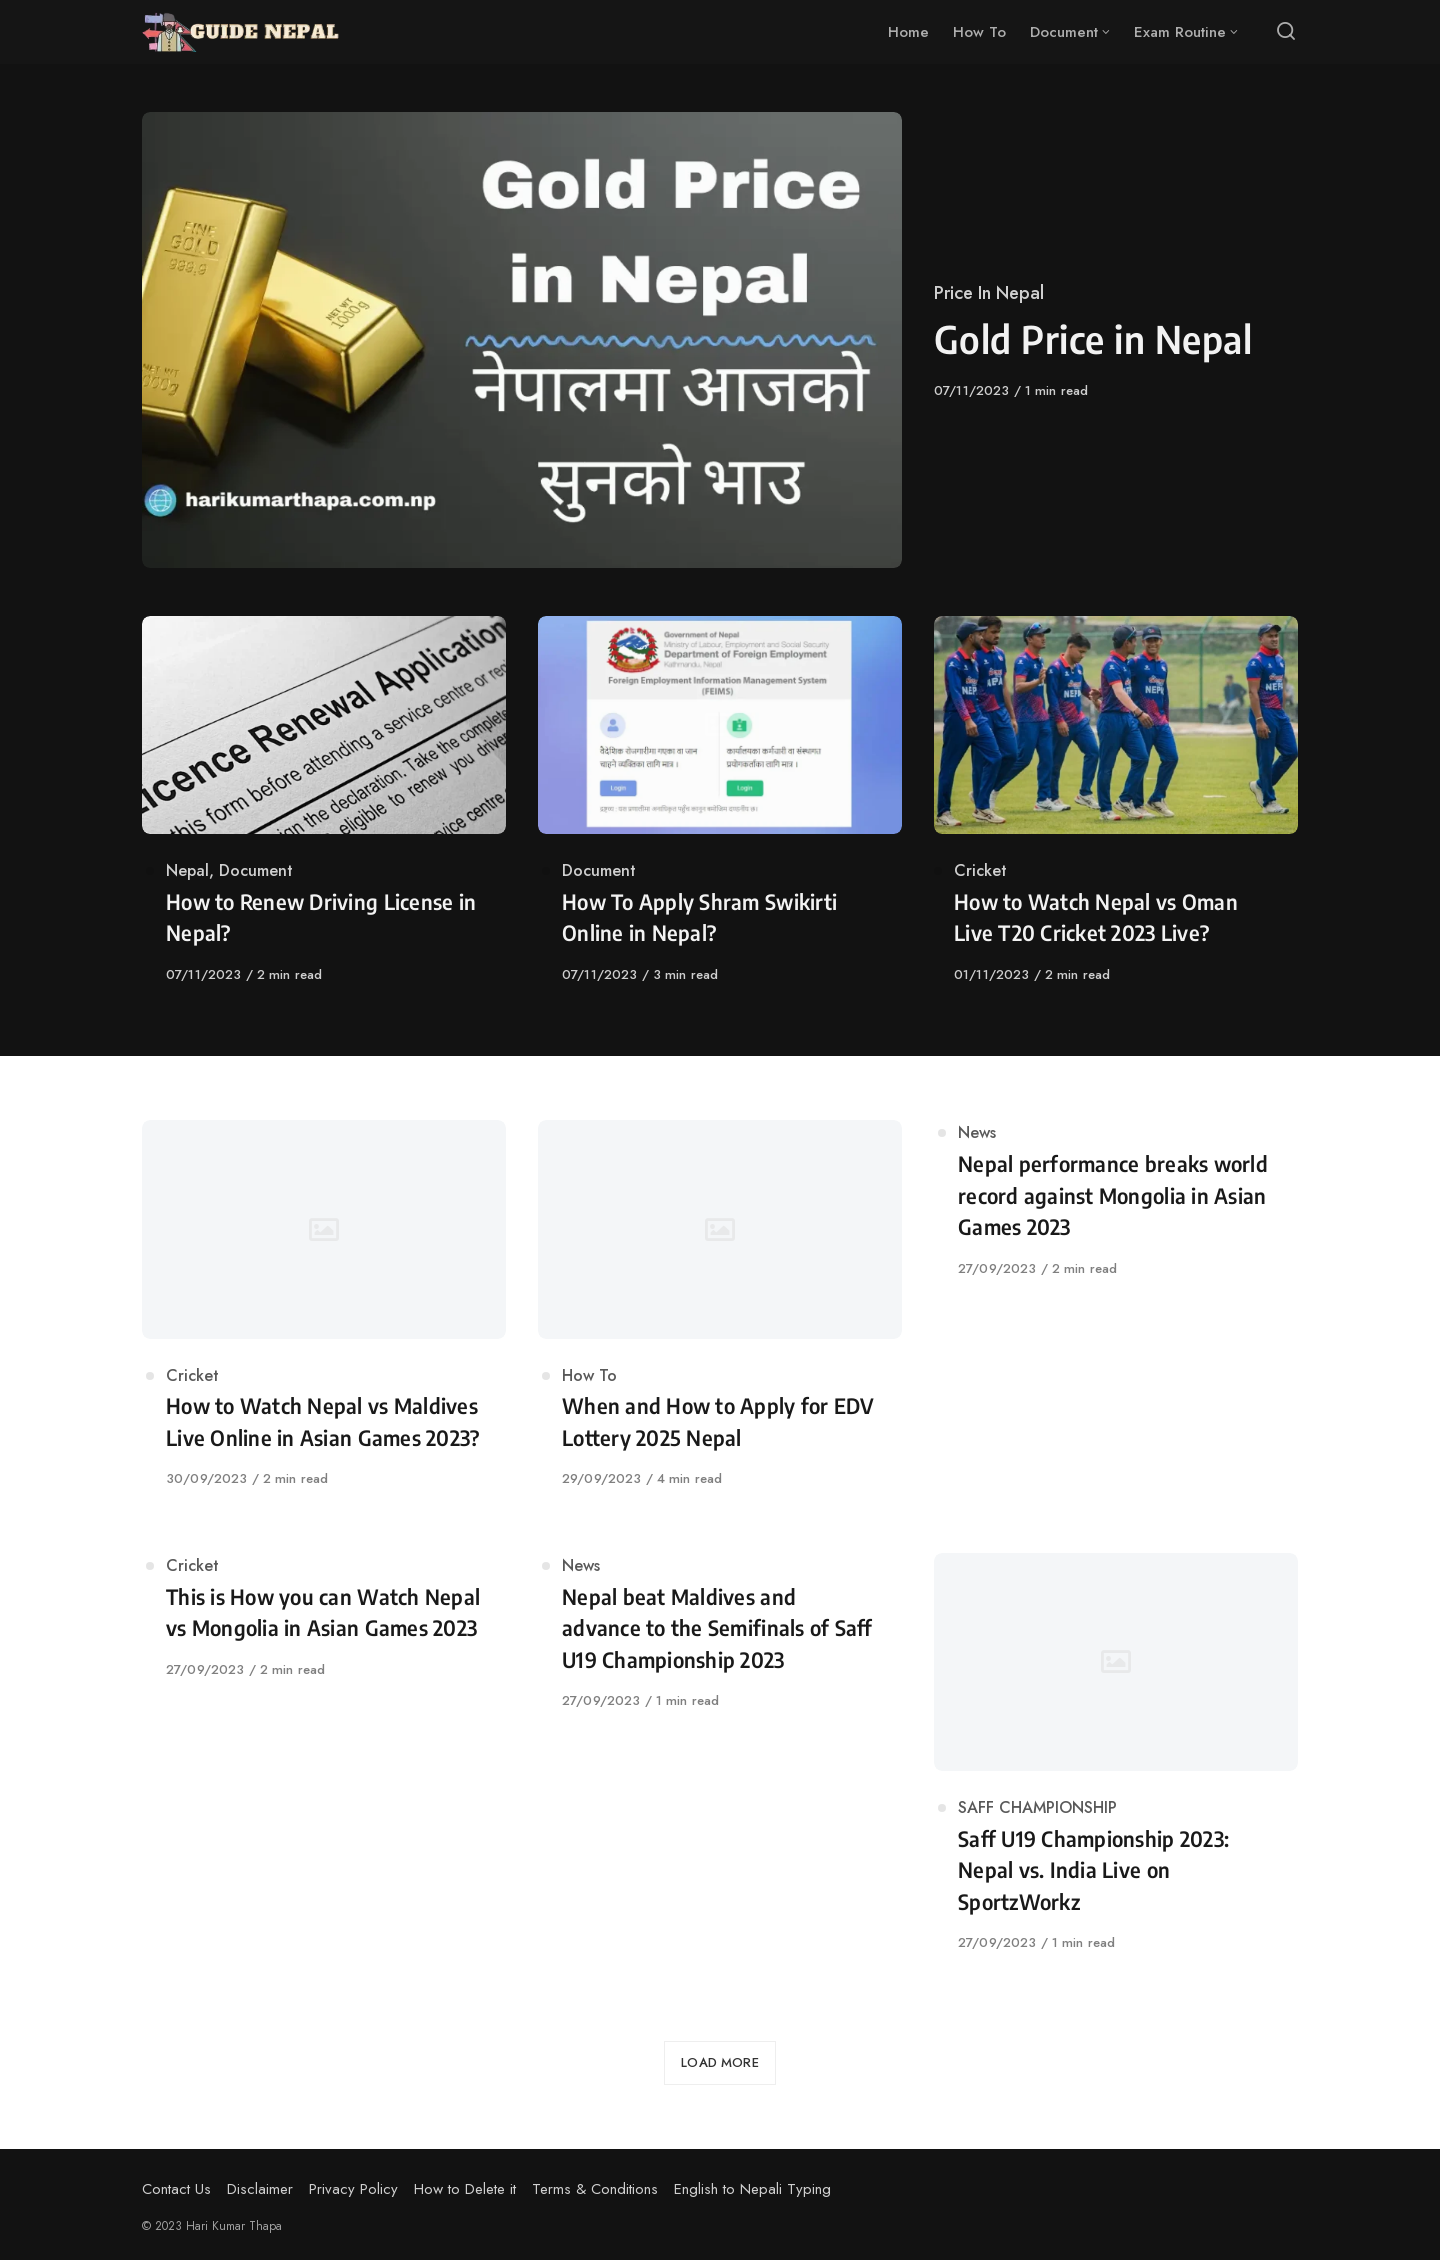 GUIDE NEPAL
Home How To Document Exam Routine
FINE
GOLD
999.9
NET WT
1000g
Gold Price
in Nepal
नेपालमा आजको
सुनको भाउ
harikumarthapa.com.np
Price In Nepal
Gold Price in Nepal
07/11/2023 / 1 min read
icence Renewal Application
this form before attending a service centre or
ign the declaration. Take the complete
eligible to renew you
vice centre
Government of Nepal
Ministry of Labour, Employment and Social Security
Department of Foreign Employment
Kathmandu, Nepal
Foreign Employment Information Management System
(FEIMS)
वैदेशिक रोजगारीमा गएका वा जान
चाहने व्यक्तिका लागि मात्र ।
Login
कार्यालयका कर्मचारी वा संस्थागत
प्रयोगकर्ताका लागि मात्र ।
Login
NEPAL
Nepal, Document
How to Renew Driving License in
Nepal?
07/11/2023 / 2 min read
Document
How To Apply Shram Swikirti
Online in Nepal?
07/11/2023 / 3 min read
Cricket
How to Watch Nepal vs Oman
Live T20 Cricket 2023 Live?
01/11/2023 / 2 min read
Cricket
How to Watch Nepal vs Maldives
Live Online in Asian Games 2023?
30/09/2023 / 2 min read
How To
When and How to Apply for EDV
Lottery 2025 Nepal
29/09/2023 / 4 min read
News
Nepal performance breaks world
record against Mongolia in Asian
Games 2023
27/09/2023 / 2 min read
Cricket
This is How you can Watch Nepal
vs Mongolia in Asian Games 2023
27/09/2023 / 2 min read
News
Nepal beat Maldives and
advance to the Semifinals of Saff
U19 Championship 2023
27/09/2023 / 1 min read
SAFF CHAMPIONSHIP
Saff U19 Championship 2023:
Nepal vs. India Live on
SportzWorkz
27/09/2023 / 1 min read
LOAD MORE
Contact Us Disclaimer Privacy Policy How to Delete it Terms & Conditions English to Nepali Typing
© 2023 Hari Kumar Thapa